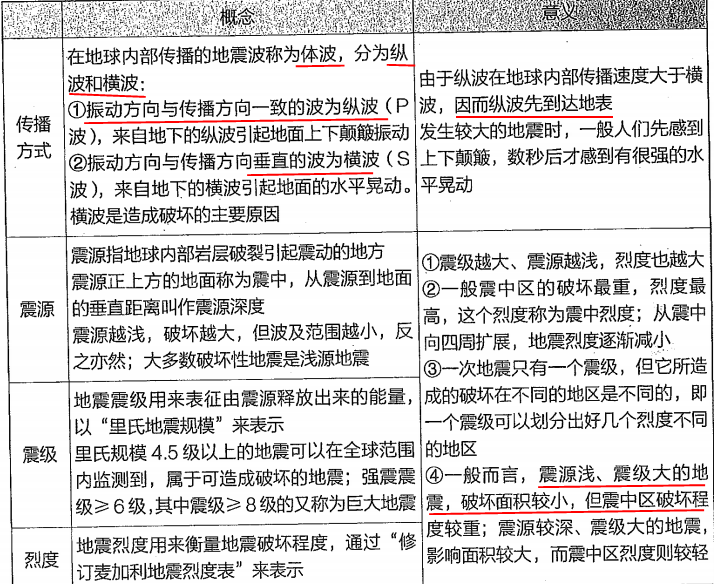 概念
意义
传播
方式
在地球内部传播的地震波称为体波，分为纵
波和横波：
①振动方向与传播方向一致的波为纵波（P
波），来自地下的纵波引起地面上下颠簸振动
②振动方向与传播方向垂直的波为横波（S
波），来自地下的横波引起地面的水平晃动。
横波是造成破坏的主要原因
由于纵波在地球内部传播速度大于横
波，因而纵波先到达地表
发生较大的地震时，一般人们先感到
上下颠簸，数秒后才感到有很强的水
平晃动
震源
震源指地球内部岩层破裂引起震动的地方
震源正上方的地面称为震中，从震源到地面
的垂直距离叫作震源深度
震源越浅，破坏越大，但波及范围越小，反
之亦然；大多数破坏性地震是浅源地震
震级
地震震级用来表征由震源释放出来的能量，
以“里氏地震规模”来表示
里氏规模4.5级以上的地震可以在全球范围
内监测到，属于可造成破坏的地震；强震震
级≥6级，其中震级≥8级的又称为巨大地震
烈度
地震烈度用来衡量地震破坏程度，通过“修
订麦加利地震烈度表”来表示
①震级越大、震源越浅，烈度也越大
②一般震中区的破坏最重，烈度最
高，这个烈度称为震中烈度；从震中
向四周扩展，地震烈度逐渐减小
③一次地震只有一个震级，但它所造
成的破坏在不同的地区是不同的，即
一个震级可以划分出好几个烈度不同
的地区
④一般而言，震源浅、震级大的地
震，破坏面积较小，但震中区破坏程
度较重；震源较深、震级大的地震，
影响面积较大，而震中区烈度则较轻